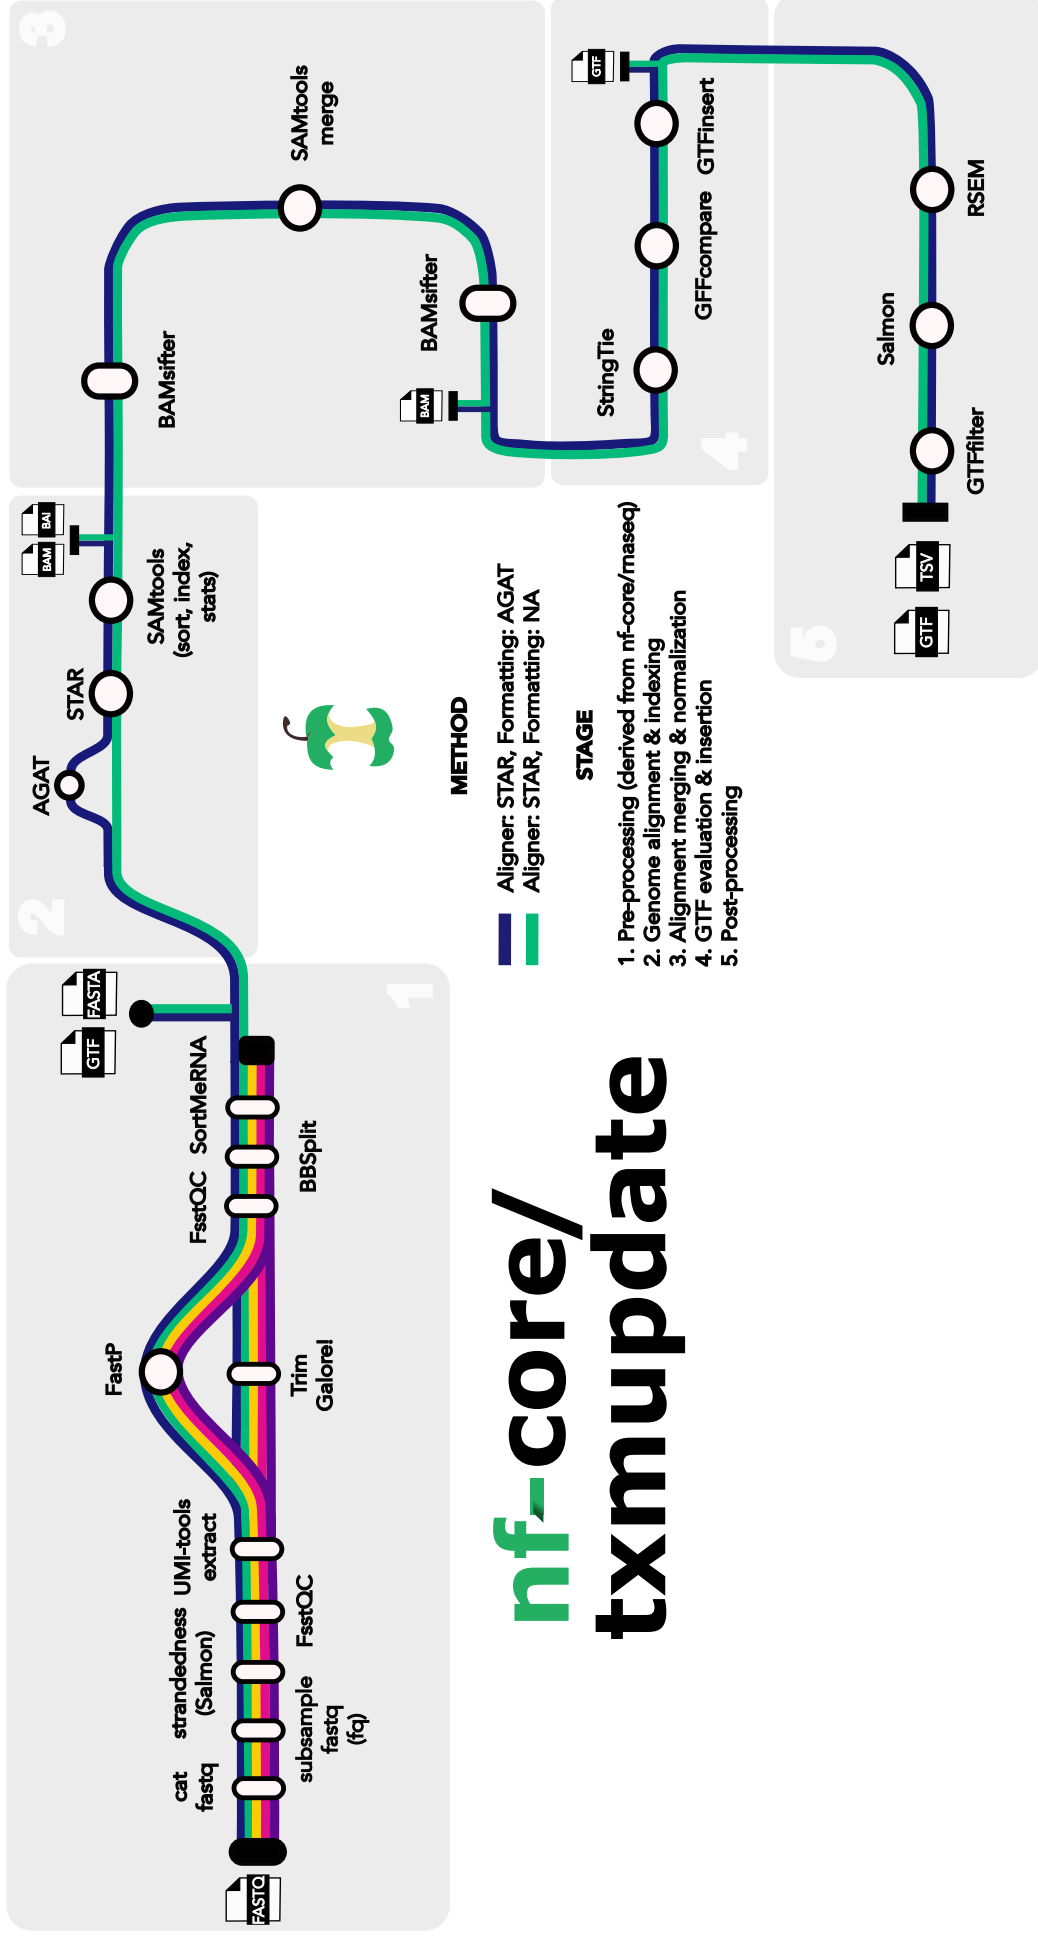 FASTQ
cat
fastq
subsample
fastq
(fq)
strandedness
(Salmon)
FsstQC
UMI-tools
extract
FastP
Trim
Galore!
FsstQC
BBSplit
SortMeRNA
GTF
FASTA
1
2
AGAT
STAR
SAMtools
(sort, index,
stats)
BAM
BAI
3
BAMsifter
SAMtools
merge
BAMsifter
BAM
4
StringTie
GFFcompare
GTFinsert
GTF
5
RSEM
Salmon
GTFfilter
TSV
GTF
METHOD
Aligner: STAR, Formatting: AGAT
Aligner: STAR, Formatting: NA
STAGE
1. Pre-processing (derived from nf-core/rnaseq)
2. Genome alignment & indexing
3. Alignment merging & normalization
4. GTF evaluation & insertion
5. Post-processing
nf-core/
txmupdate